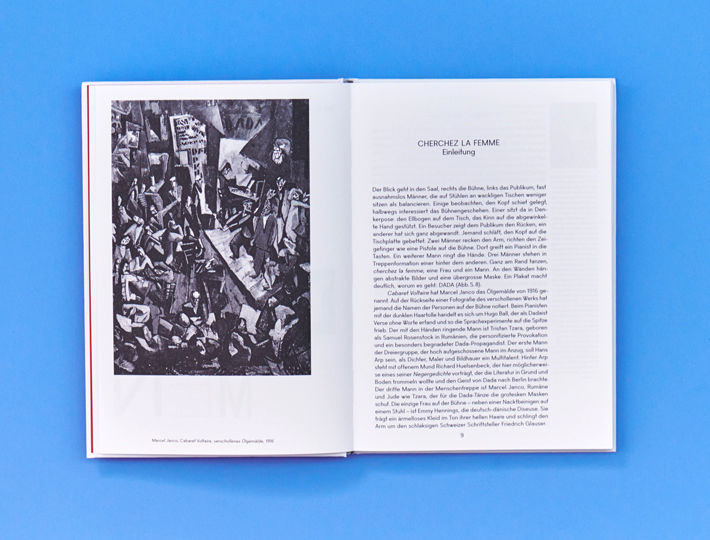 DADA
Marcel Janco, Cabaret Voltaire, verschollenes Ölgemälde, 1916
CHERCHEZ LA FEMME
Einleitung
Der Blick geht in den Saal, rechts die Bühne, links das Publikum, fast
ausnahmslos Männer, die auf Stühlen an wackligen Tischen weniger
sitzen als balancieren. Einige beobachten, den Kopf schief gelegt,
halbwegs interessiert das Bühnengeschehen. Einer sitzt da in Den-
kerpose: den Ellbogen auf dem Tisch, das Kinn auf die abgewinkel-
te Hand gestützt. Ein Besucher zeigt dem Publikum den Rücken, ein
anderer hat sich ganz abgewandt. Jemand schläft, den Kopf auf die
Tischplatte gebettet. Zwei Männer recken den Arm, richten den Zei-
gefinger wie eine Pistole auf die Bühne. Dort greift ein Pianist in die
Tasten. Ein weiterer Mann ringt die Hände. Drei Männer stehen in
Treppenformation einer hinter dem anderen. Ganz am Rand tanzen,
cherchez la femme, eine Frau und ein Mann. An den Wänden hän-
gen abstrakte Bilder und eine übergrosse Maske. Ein Plakat macht
deutlich, worum es geht: DADA (Abb. S. 8).
Cabaret Voltaire hat Marcel Janco das Ölgemälde von 1916 ge-
nannt. Auf der Rückseite einer Fotografie des verschollenen Werks hat
jemand die Namen der Personen auf der Bühne notiert. Beim Pianisten
mit der dunklen Haartolle handelt es sich um Hugo Ball, der als Dadaist
Verse ohne Worte erfand und so die Sprachexperimente auf die Spitze
trieb. Der mit den Händen ringende Mann ist Tristan Tzara, geboren
als Samuel Rosenstock in Rumänien, die personifizierte Provokation
und ein besonders begnadeter Dada-Propagandist. Der erste Mann
der Dreiergruppe, der hoch aufgeschossene Mann im Anzug, soll Hans
Arp sein, als Dichter, Maler und Bildhauer ein Multitalent. Hinter Arp
steht mit offenem Mund Richard Huelsenbeck, der hier möglicherwei-
se eines seiner Negergedichte vorträgt, der die Literatur in Grund und
Boden trommeln wollte und den Geist von Dada nach Berlin brachte.
Der dritte Mann in der Menschentreppe ist Marcel Janco, Rumäne
und Jude wie Tzara, der für die Dada-Tänze die grotesken Masken
schuf. Die einzige Frau auf der Bühne – neben einer Nacktbeinigen auf
einem Stuhl – ist Emmy Hennings, die deutsch-dänische Diseuse. Sie
trägt ein ärmelloses Kleid im Ton ihrer hellen Haare und schlingt den
Arm um den schlaksigen Schweizer Schriftsteller Friedrich Glauser.
9